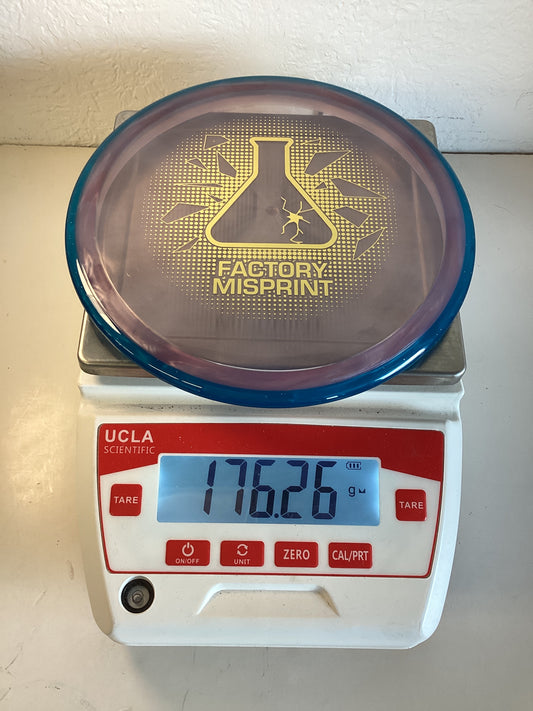 FACTORY
MISPRINT
UCLA
SCIENTIFIC
176.26 g
TARE
TARE
ON/OFF
UNIT
ZERO
CAL/PRT